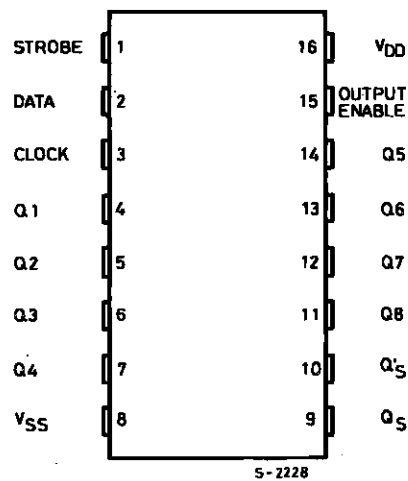 STROBE 1 16 VDD
DATA 2 15 OUTPUT ENABLE
CLOCK 3 14 Q5
Q1 4 13 Q6
Q2 5 12 Q7
Q3 6 11 Q8
Q4 7 10 Q'S
VSS 8 9 QS
S-2228